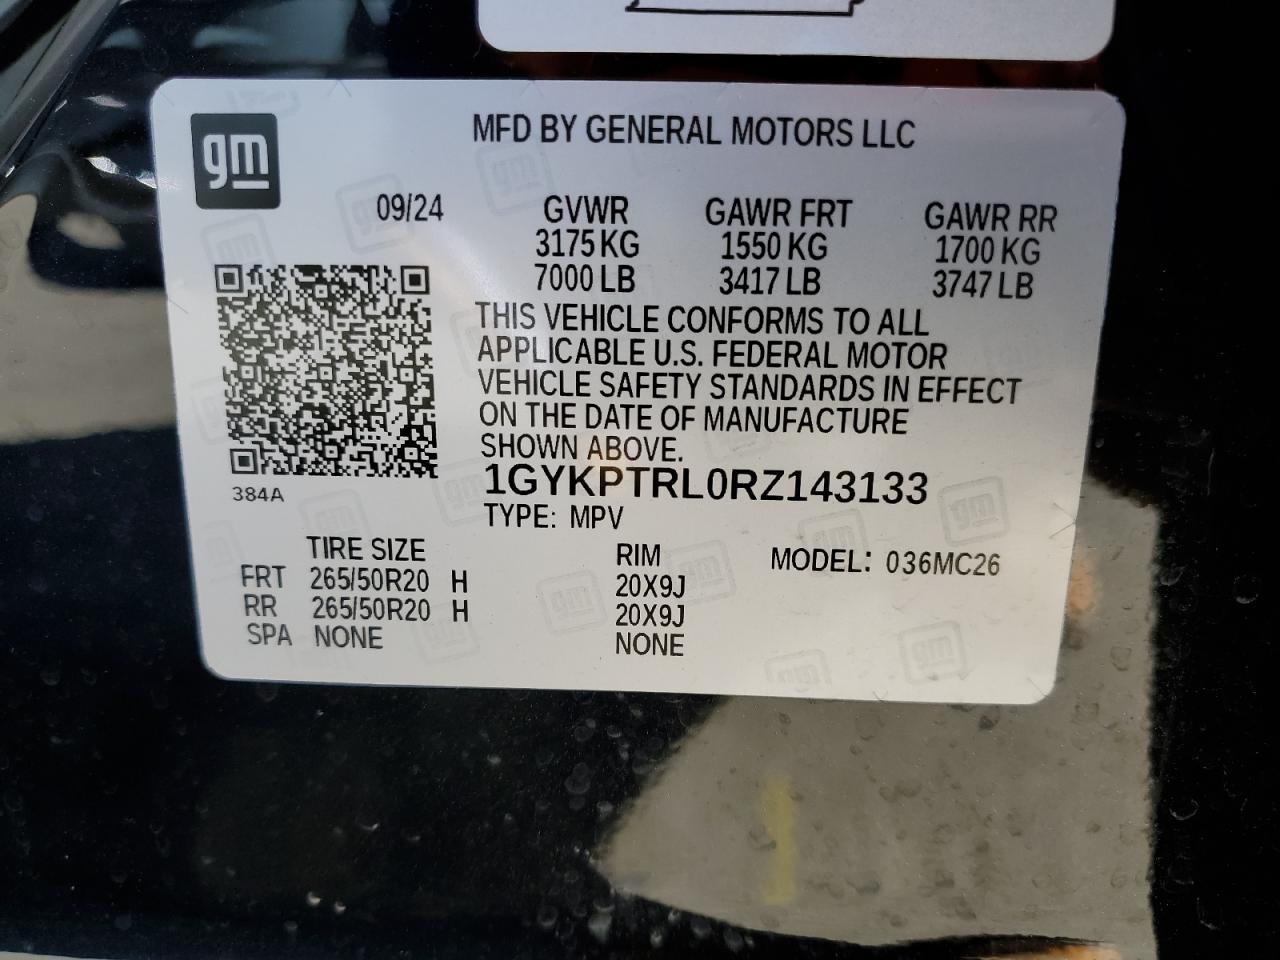 gm
MFD BY GENERAL MOTORS LLC
09/24 GVWR GAWR FRT GAWR RR
3175 KG 1550 KG 1700 KG
7000 LB 3417 LB 3747 LB
THIS VEHICLE CONFORMS TO ALL
APPLICABLE U.S. FEDERAL MOTOR
VEHICLE SAFETY STANDARDS IN EFFECT
ON THE DATE OF MANUFACTURE
SHOWN ABOVE.
1GYKPTRL0RZ143133
384A
TYPE: MPV
TIRE SIZE RIM MODEL: 036MC26
FRT 265/50R20 H 20X9J
RR 265/50R20 H 20X9J
SPA NONE NONE